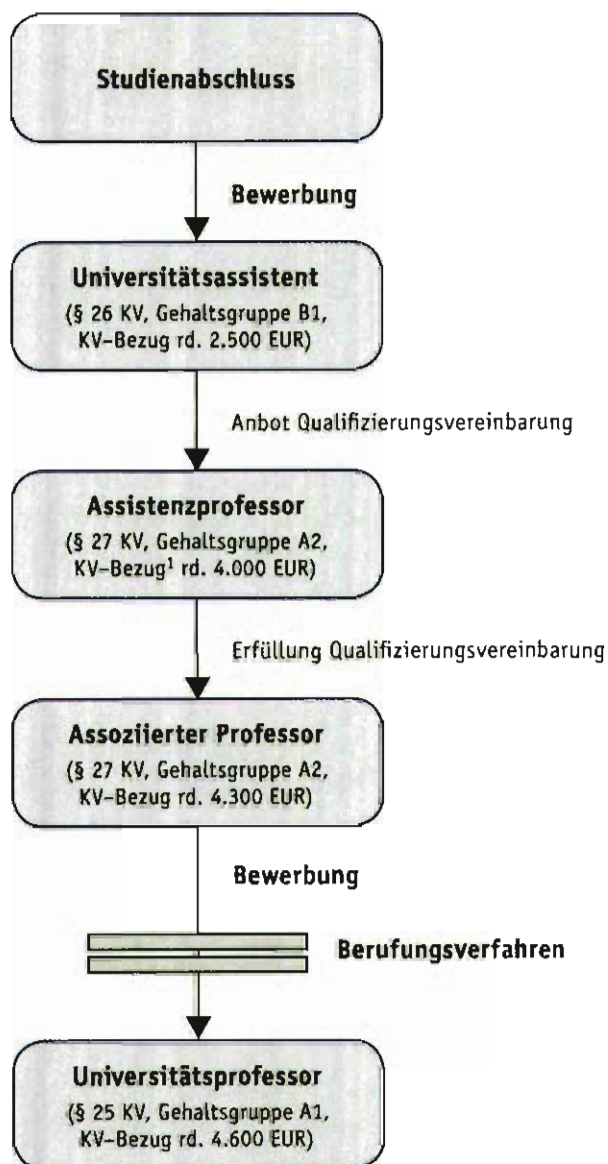 Studienabschluss
Bewerbung
Universitätsassistent
(§ 26 KV, Gehaltsgruppe B1,
KV-Bezug rd. 2.500 EUR)
Anbot Qualifizierungsvereinbarung
Assistenzprofessor
(§ 27 KV, Gehaltsgruppe A2,
KV-Bezug¹ rd. 4.000 EUR)
Erfüllung Qualifizierungsvereinbarung
Assoziierter Professor
(§ 27 KV, Gehaltsgruppe A2,
KV-Bezug rd. 4.300 EUR)
Bewerbung
Berufungsverfahren
Universitätsprofessor
(§ 25 KV, Gehaltsgruppe A1,
KV-Bezug rd. 4.600 EUR)